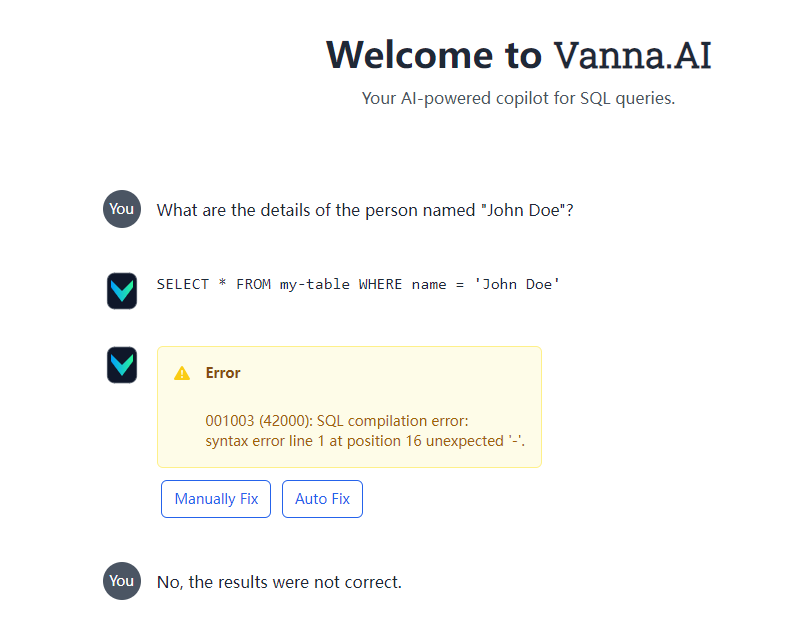 Welcome to Vanna.AI
Your AI-powered copilot for SQL queries.
You
What are the details of the person named "John Doe"?
SELECT * FROM my-table WHERE name = 'John Doe'
Error
001003 (42000): SQL compilation error:
syntax error line 1 at position 16 unexpected '-'.
Manually Fix
Auto Fix
You
No, the results were not correct.